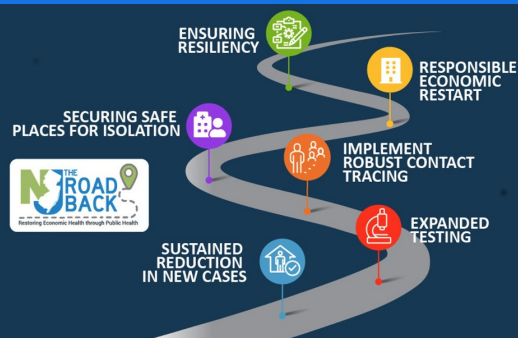 ENSURING
RESILIENCY
RESPONSIBLE
ECONOMIC
RESTART
SECURING SAFE
PLACES FOR ISOLATION
IMPLEMENT
ROBUST CONTACT
TRACING
NJ THE
ROAD
BACK
Restoring Economic Health through Public Health
EXPANDED
TESTING
SUSTAINED
REDUCTION
IN NEW CASES